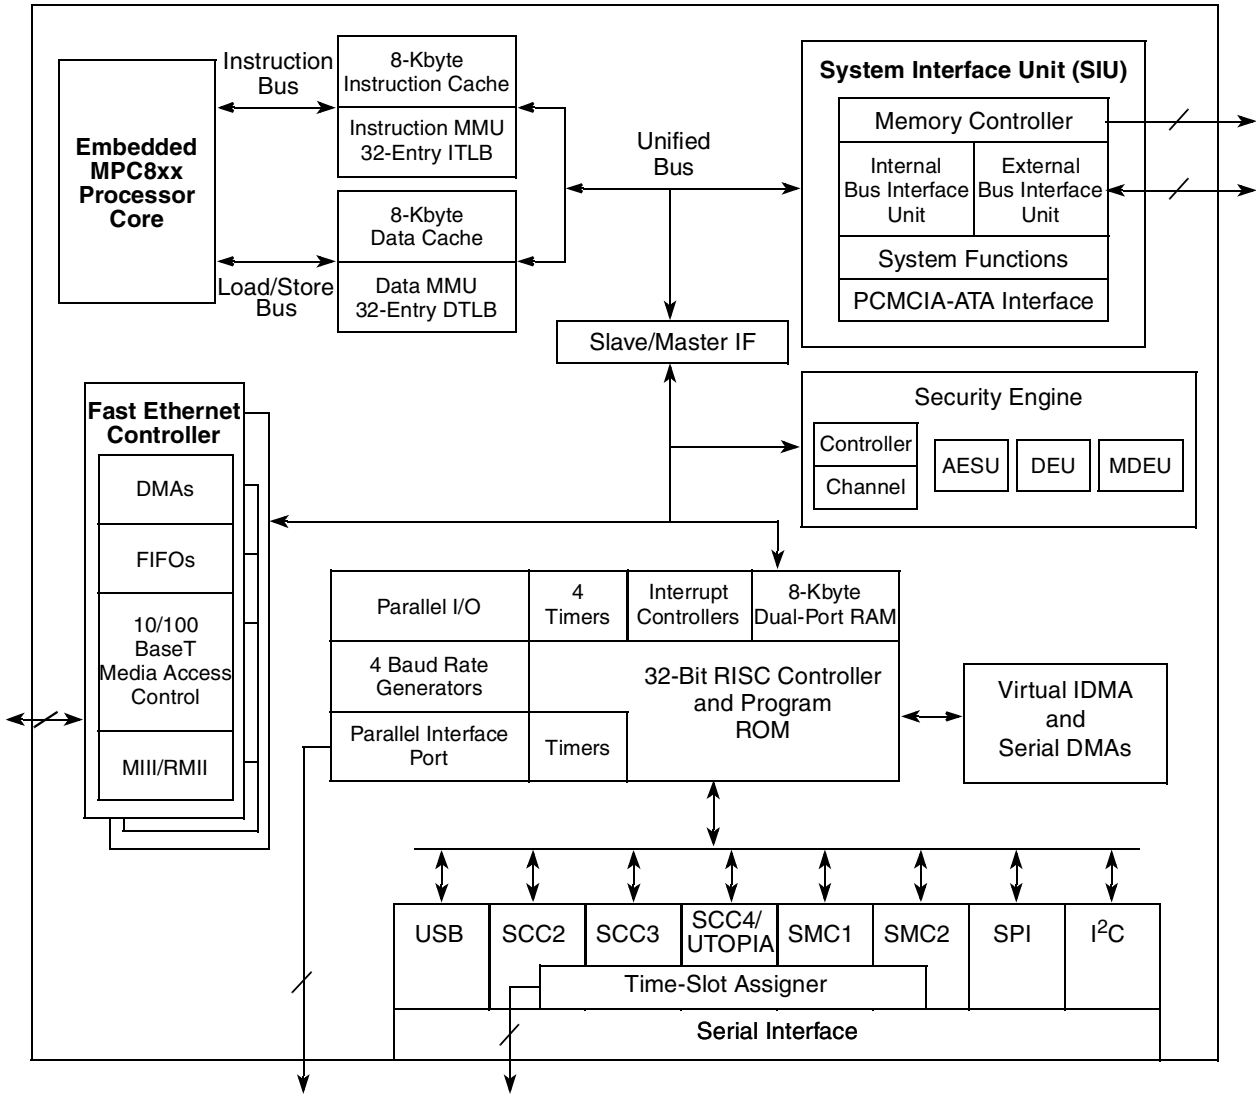 Instruction
Bus
8-Kbyte
Instruction Cache
Instruction MMU
32-Entry ITLB
Embedded
MPC8xx
Processor
Core
8-Kbyte
Data Cache
Data MMU
32-Entry DTLB
Load/Store
Bus
Unified
Bus
System Interface Unit (SIU)
Memory Controller
Internal
Bus Interface
Unit
External
Bus Interface
Unit
System Functions
PCMCIA-ATA Interface
Slave/Master IF
Security Engine
Controller
Channel
AESU
DEU
MDEU
Fast Ethernet
Controller
DMAs
FIFOs
10/100
BaseT
Media Access
Control
MIII/RMII
Parallel I/O
4
Timers
Interrupt
Controllers
8-Kbyte
Dual-Port RAM
4 Baud Rate
Generators
32-Bit RISC Controller
and Program
ROM
Parallel Interface
Port
Timers
Virtual IDMA
and
Serial DMAs
USB
SCC2
SCC3
SCC4/
UTOPIA
SMC1
SMC2
SPI
I²C
Time-Slot Assigner
Serial Interface